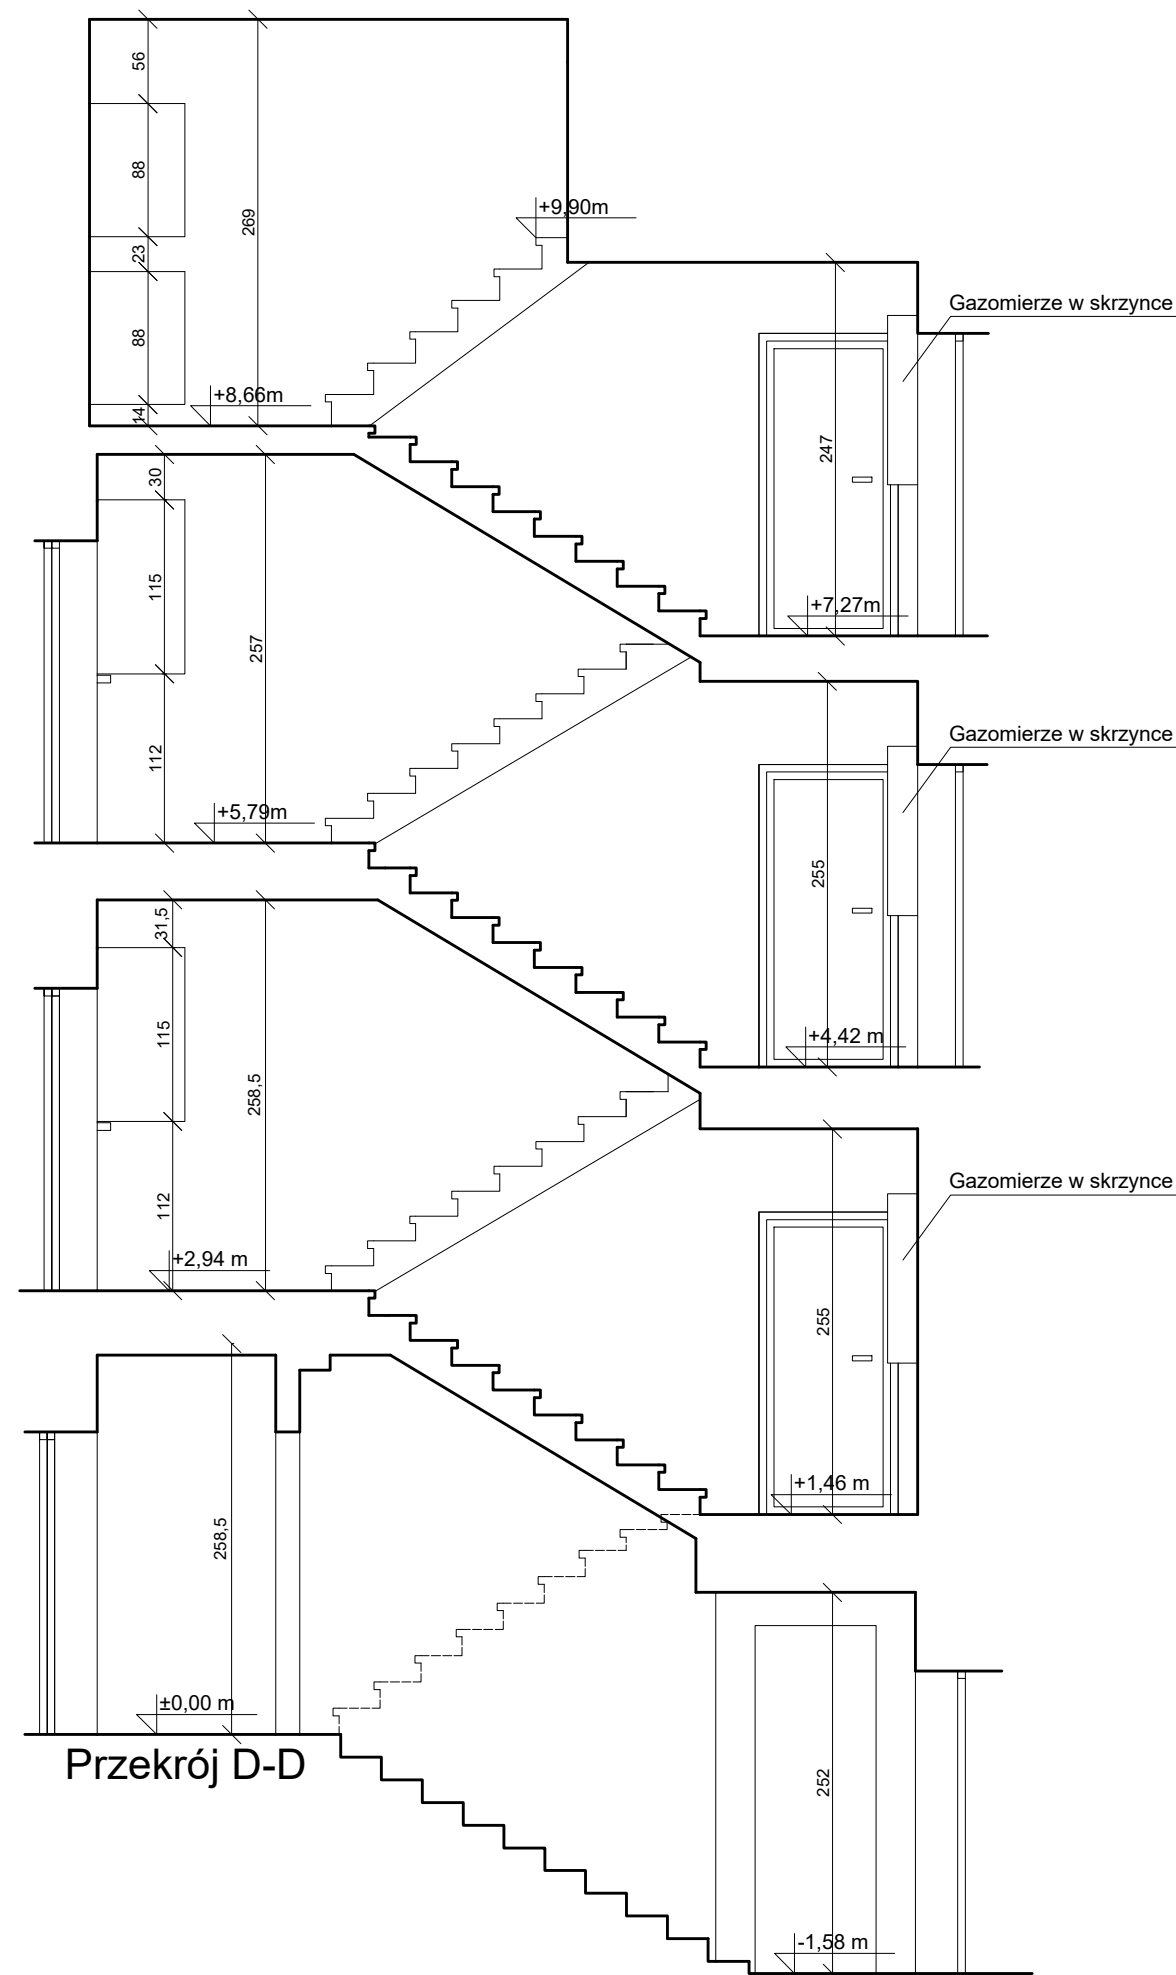 56
88
269
+9,90m
23
Gazomierze w skrzynce
88
+8,66m
14
247
30
115
+7,27m
257
Gazomierze w skrzynce
112
+5,79m
255
31,5
115
+4,42 m
258,5
Gazomierze w skrzynce
112
+2,94 m
255
+1,46 m
258,5
±0,00 m
Przekrój D-D
252
-1,58 m